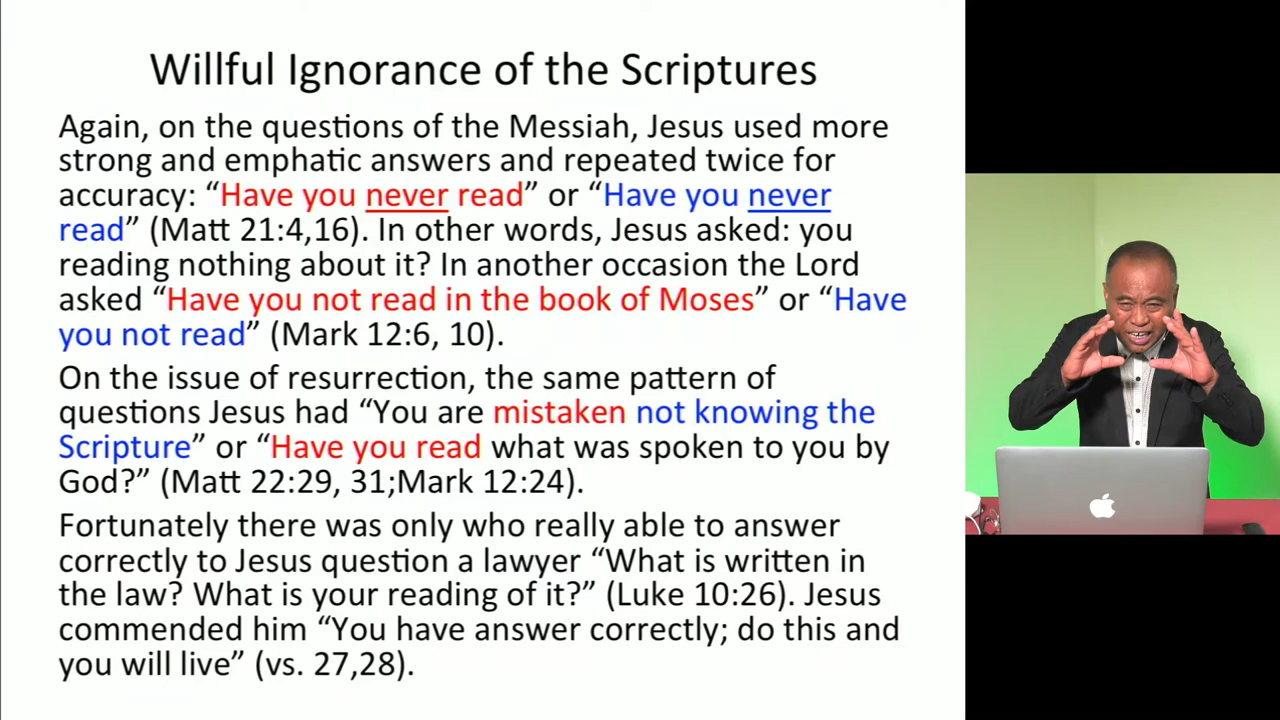 Willful Ignorance of the Scriptures
Again, on the questions of the Messiah, Jesus used more
strong and emphatic answers and repeated twice for
accuracy: “Have you never read” or “Have you never
read” (Matt 21:4,16). In other words, Jesus asked: you
reading nothing about it? In another occasion the Lord
asked “Have you not read in the book of Moses” or “Have
you not read” (Mark 12:6, 10).
On the issue of resurrection, the same pattern of
questions Jesus had “You are mistaken not knowing the
Scripture” or “Have you read what was spoken to you by
God?” (Matt 22:29, 31;Mark 12:24).
Fortunately there was only who really able to answer
correctly to Jesus question a lawyer “What is written in
the law? What is your reading of it?” (Luke 10:26). Jesus
commended him “You have answer correctly; do this and
you will live” (vs. 27,28).